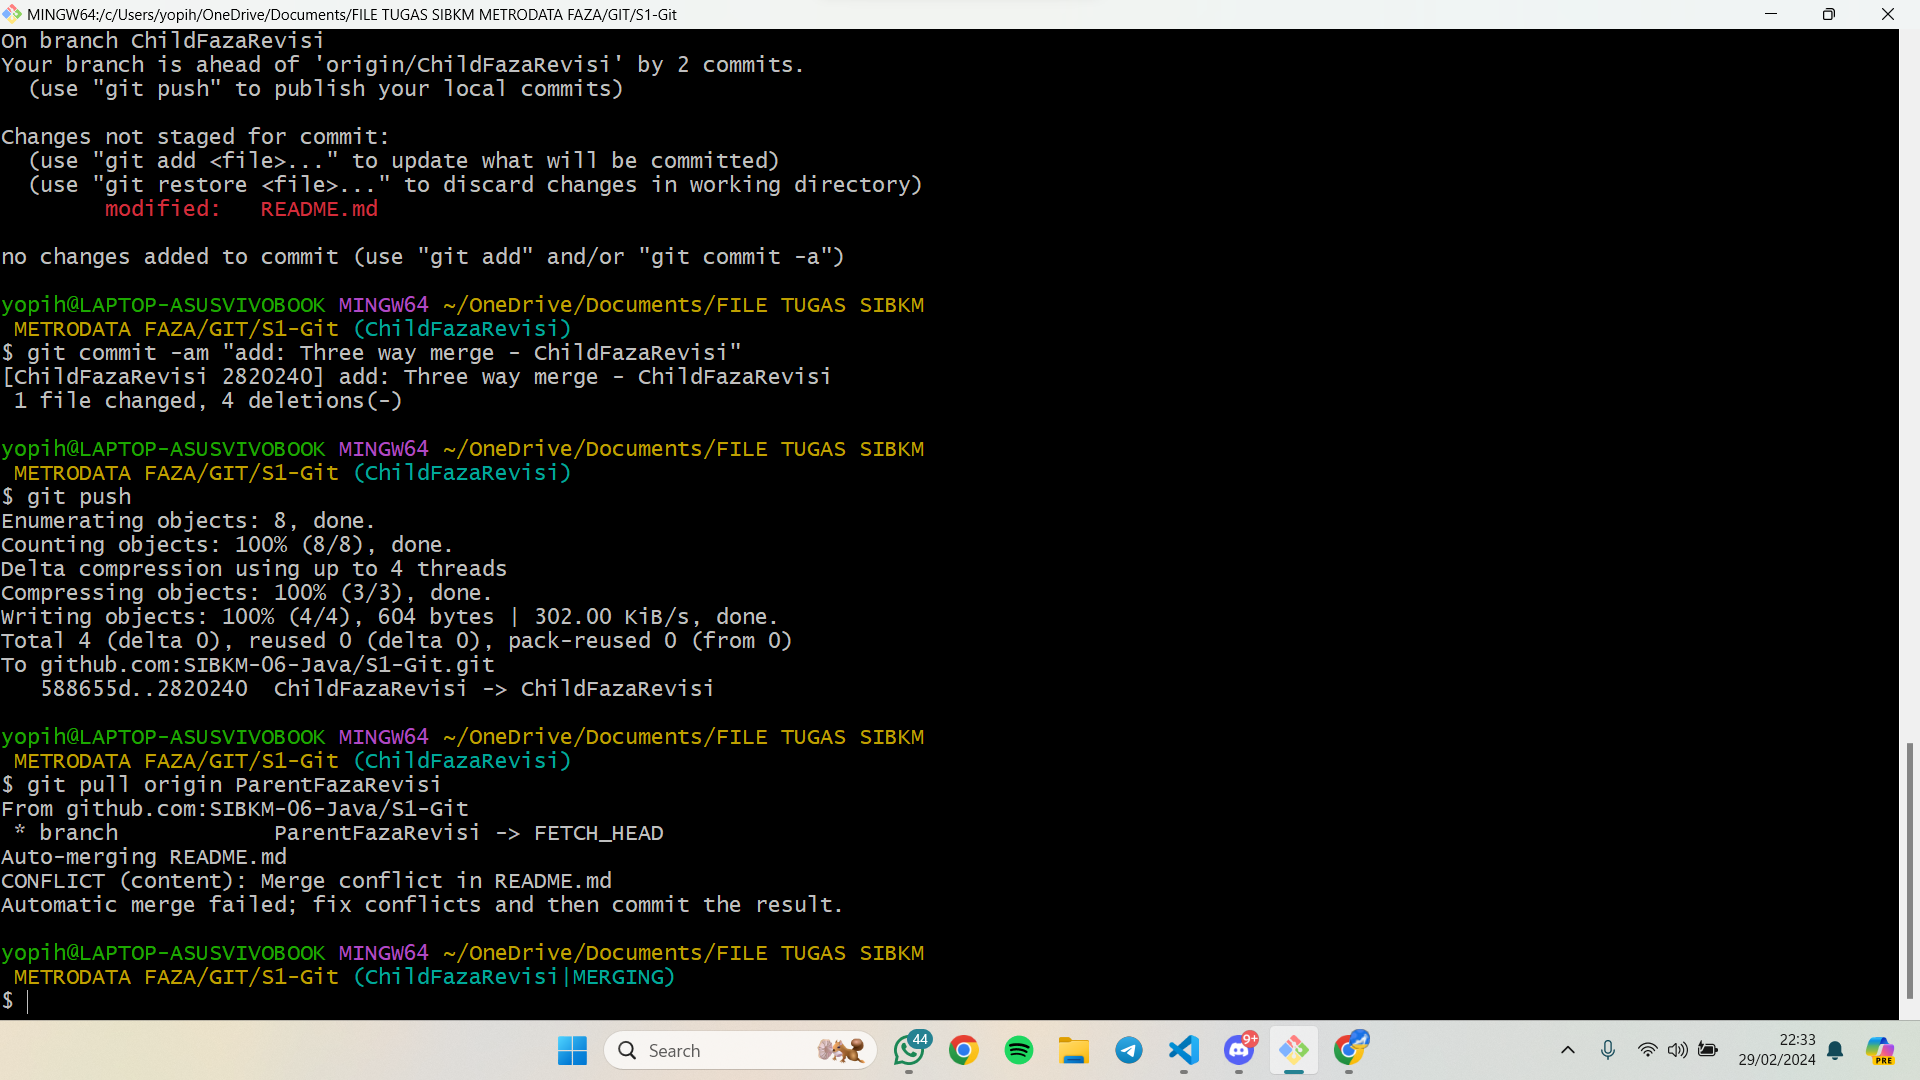 MINGW64:/c/Users/yopih/OneDrive/Documents/FILE TUGAS SIBKM METRODATA FAZA/GIT/S1-Git
On branch ChildFazaRevisi
Your branch is ahead of 'origin/ChildFazaRevisi' by 2 commits.
  (use "git push" to publish your local commits)
Changes not staged for commit:
  (use "git add <file>..." to update what will be committed)
  (use "git restore <file>..." to discard changes in working directory)
        modified:   README.md
no changes added to commit (use "git add" and/or "git commit -a")
yopih@LAPTOP-ASUSVIVOBOOK MINGW64 ~/OneDrive/Documents/FILE TUGAS SIBKM
 METRODATA FAZA/GIT/S1-Git (ChildFazaRevisi)
$ git commit -am "add: Three way merge - ChildFazaRevisi"
[ChildFazaRevisi 2820240] add: Three way merge - ChildFazaRevisi
 1 file changed, 4 deletions(-)
yopih@LAPTOP-ASUSVIVOBOOK MINGW64 ~/OneDrive/Documents/FILE TUGAS SIBKM
 METRODATA FAZA/GIT/S1-Git (ChildFazaRevisi)
$ git push
Enumerating objects: 8, done.
Counting objects: 100% (8/8), done.
Delta compression using up to 4 threads
Compressing objects: 100% (3/3), done.
Writing objects: 100% (4/4), 604 bytes | 302.00 KiB/s, done.
Total 4 (delta 0), reused 0 (delta 0), pack-reused 0 (from 0)
To github.com:SIBKM-06-Java/S1-Git.git
   588655d..2820240  ChildFazaRevisi -> ChildFazaRevisi
yopih@LAPTOP-ASUSVIVOBOOK MINGW64 ~/OneDrive/Documents/FILE TUGAS SIBKM
 METRODATA FAZA/GIT/S1-Git (ChildFazaRevisi)
$ git pull origin ParentFazaRevisi
From github.com:SIBKM-06-Java/S1-Git
 * branch            ParentFazaRevisi -> FETCH_HEAD
Auto-merging README.md
CONFLICT (content): Merge conflict in README.md
Automatic merge failed; fix conflicts and then commit the result.
yopih@LAPTOP-ASUSVIVOBOOK MINGW64 ~/OneDrive/Documents/FILE TUGAS SIBKM
 METRODATA FAZA/GIT/S1-Git (ChildFazaRevisi|MERGING)
$
Search
44
9+
22:33
29/02/2024
PRE